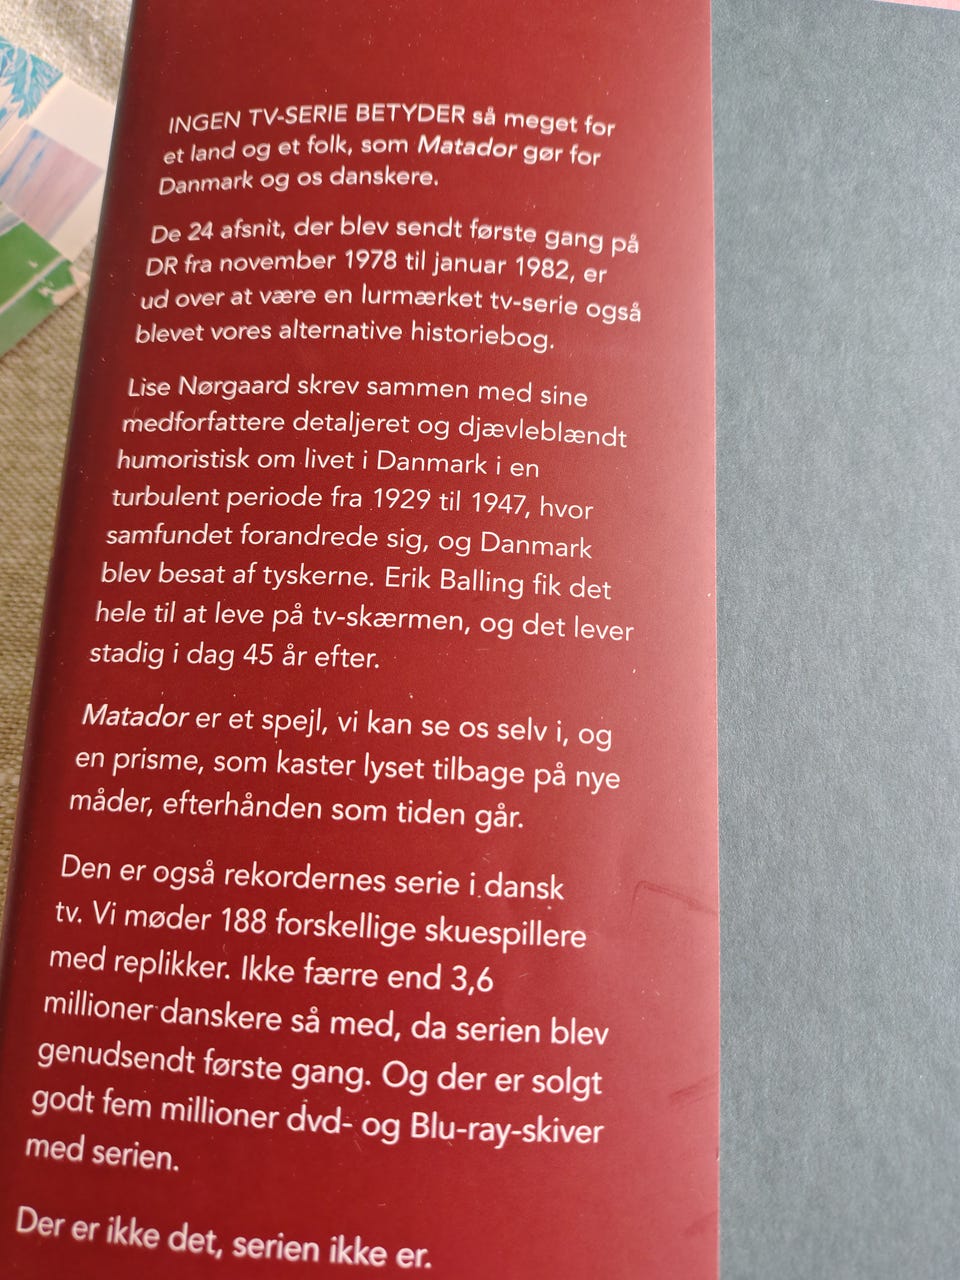 INGEN TV-SERIE BETYDER så meget for
et land og et folk, som Matador gør for
Danmark og os danskere.
De 24 afsnit, der blev sendt første gang på
DR fra november 1978 til januar 1982, er
ud over at være en lurmærket tv-serie også
blevet vores alternative historiebog.
Lise Nørgaard skrev sammen med sine
medforfattere detaljeret og djævleblændt
humoristisk om livet i Danmark i en
turbulent periode fra 1929 til 1947, hvor
samfundet forandrede sig, og Danmark
blev besat af tyskerne. Erik Balling fik det
hele til at leve på tv-skærmen, og det lever
stadig i dag 45 år efter.
Matador er et spejl, vi kan se os selv i, og
en prisme, som kaster lyset tilbage på nye
måder, efterhånden som tiden går.
Den er også rekordernes serie i dansk
tv. Vi møder 188 forskellige skuespillere
med replikker. Ikke færre end 3,6
millioner danskere så med, da serien blev
genudsendt første gang. Og der er solgt
godt fem millioner dvd- og Blu-ray-skiver
med serien.
Der er ikke det, serien ikke er.